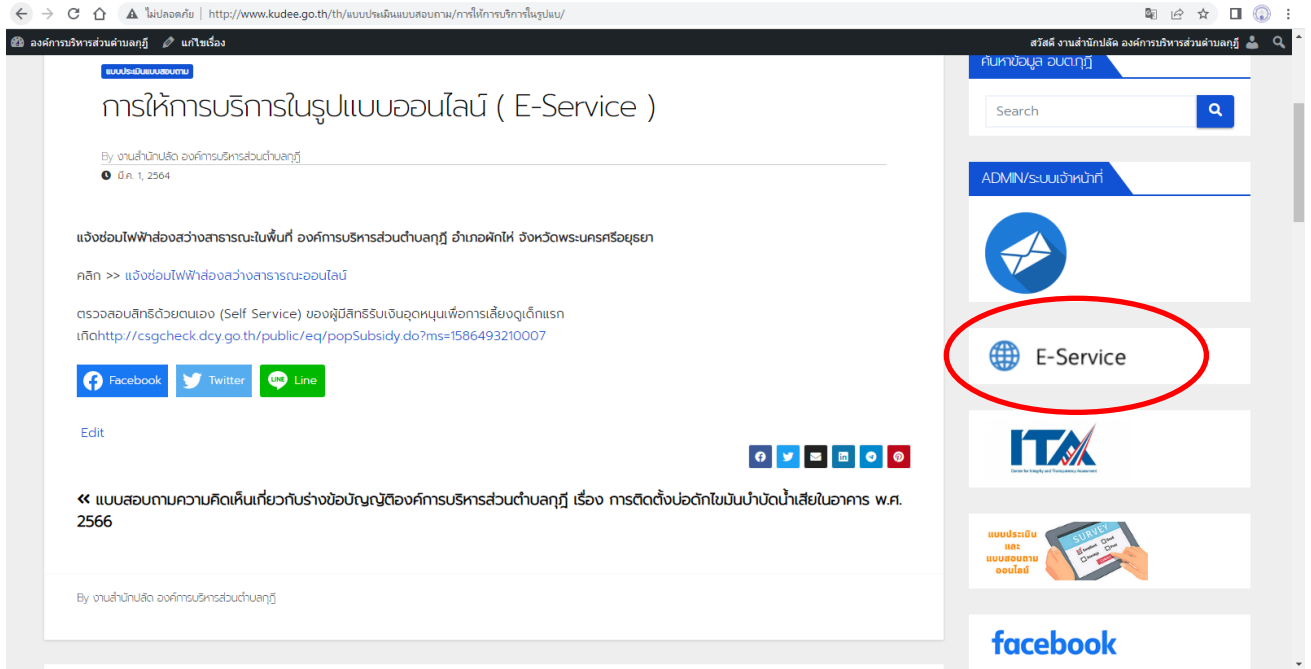 ไม่ปลอดภัย | http://www.kudee.go.th/th/แบบประเมินแบบสอบถาม/การให้การบริการในรูปแบ/
องค์การบริหารส่วนตำบลกุฎี แก้ไขเรื่อง
สวัสดี งานสำนักปลัด องค์การบริหารส่วนตำบลกุฎี
แบบประเมินแบบสอบถาม
การให้การบริการในรูปแบบออนไลน์ ( E-Service )
By งานสำนักปลัด องค์การบริหารส่วนตำบลกุฎี
มี.ค. 1, 2564
แจ้งซ่อมไฟฟ้าส่องสว่างสาธารณะในพื้นที่ องค์การบริหารส่วนตำบลกุฎี อำเภอผักไห่ จังหวัดพระนครศรีอยุธยา
คลิก >> แจ้งซ่อมไฟฟ้าส่องสว่างสาธารณะออนไลน์
ตรวจสอบสิทธิด้วยตนเอง (Self Service) ของผู้มีสิทธิรับเงินอุดหนุนเพื่อการเลี้ยงดูเด็กแรก
เกิดhttp://csgcheck.dcy.go.th/public/eq/popSubsidy.do?ms=1586493210007
Facebook Twitter LINE Line
Edit
« แบบสอบถามความคิดเห็นเกี่ยวกับร่างข้อบัญญัติองค์การบริหารส่วนตำบลกุฎี เรื่อง การติดตั้งบ่อดักไขมันบำบัดน้ำเสียในอาคาร พ.ศ.
2566
By งานสำนักปลัด องค์การบริหารส่วนตำบลกุฎี
ค้นหาข้อมูล อบต.กุฎี
Search
ADMIN/ระบบเจ้าหน้าที่
E-Service
ITA
Center for Integrity and Transparency Assessment
แบบประเมิน
และ
แบบสอบถาม
ออนไลน์
SURVEY
facebook